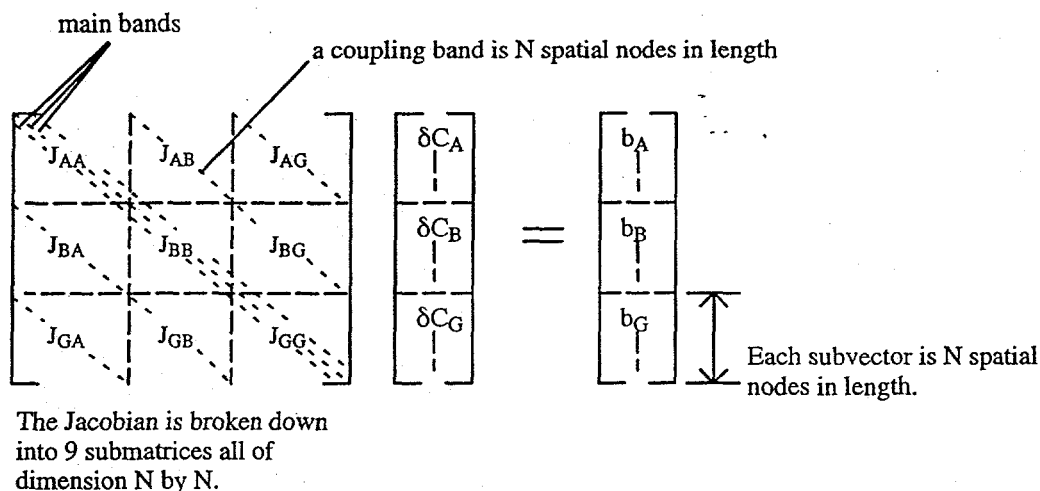 main bands
a coupling band is N spatial nodes in length
J_AA J_AB J_AG δC_A b_A
J_BA J_BB J_BG δC_B = b_B
J_GA J_GB J_GG δC_G b_G
Each subvector is N spatial
nodes in length.
The Jacobian is broken down
into 9 submatrices all of
dimension N by N.